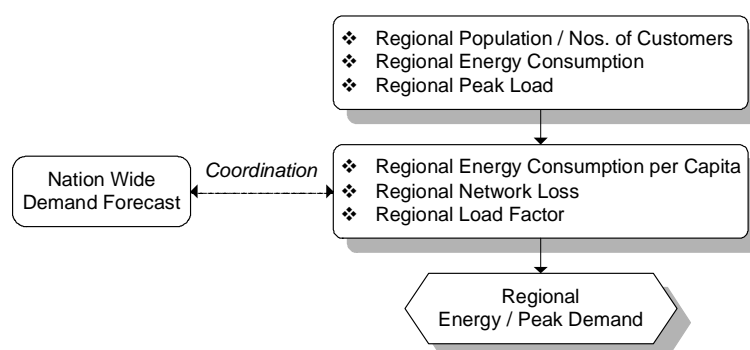 ❖ Regional Population / Nos. of Customers
❖ Regional Energy Consumption
❖ Regional Peak Load
Nation Wide
Demand Forecast
Coordination
❖ Regional Energy Consumption per Capita
❖ Regional Network Loss
❖ Regional Load Factor
Regional
Energy / Peak Demand